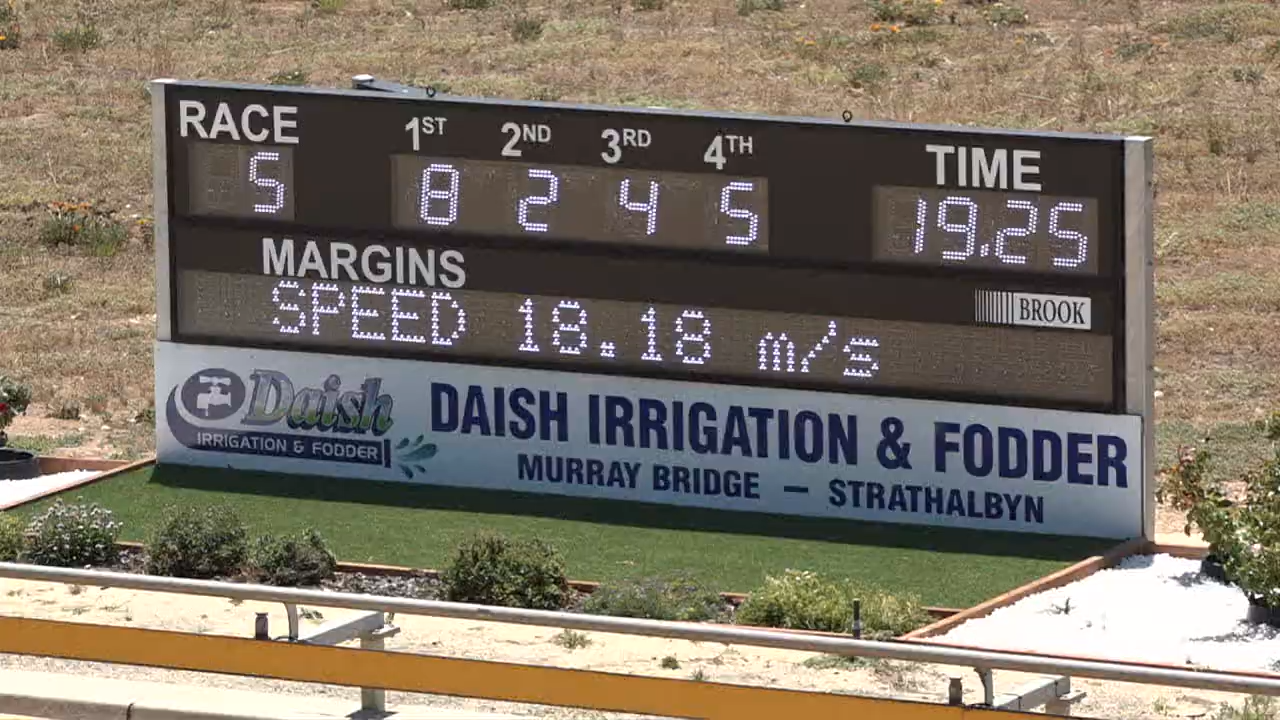 RACE 1ST 2ND 3RD 4TH TIME
5 8 2 4 5 19.25
MARGINS
BROOK
SPEED 18.18 m/s
Daish
IRRIGATION & FODDER
DAISH IRRIGATION & FODDER
MURRAY BRIDGE — STRATHALBYN